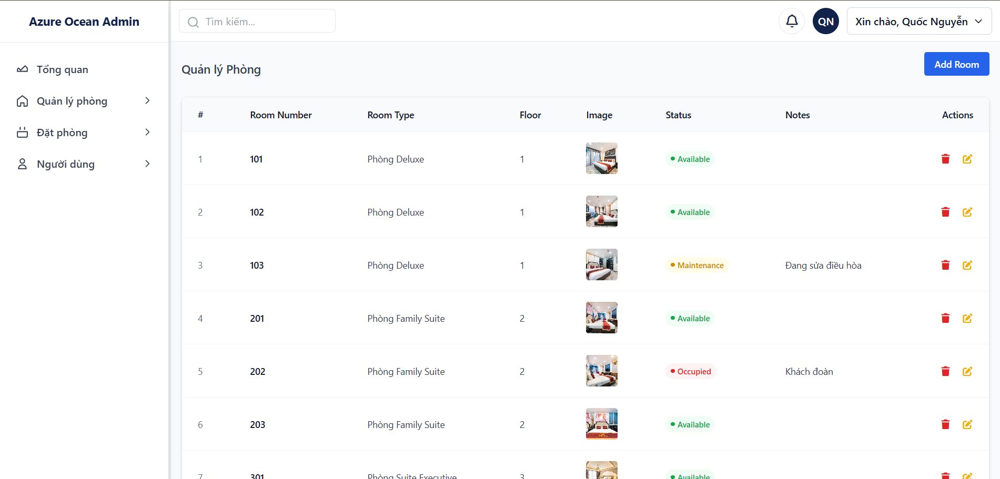 Azure Ocean Admin
Tìm kiếm...
QN
Xin chào, Quốc Nguyễn
Tổng quan
Quản lý phòng
Đặt phòng
Người dùng
Quản lý Phòng
Add Room
# Room Number Room Type Floor Image Status Notes Actions
1 101 Phòng Deluxe 1 Available
2 102 Phòng Deluxe 1 Available
3 103 Phòng Deluxe 1 Maintenance Đang sửa điều hòa
4 201 Phòng Family Suite 2 Available
5 202 Phòng Family Suite 2 Occupied Khách đoàn
6 203 Phòng Family Suite 2 Available
7 301 Phòng Suite Executive 3 Available